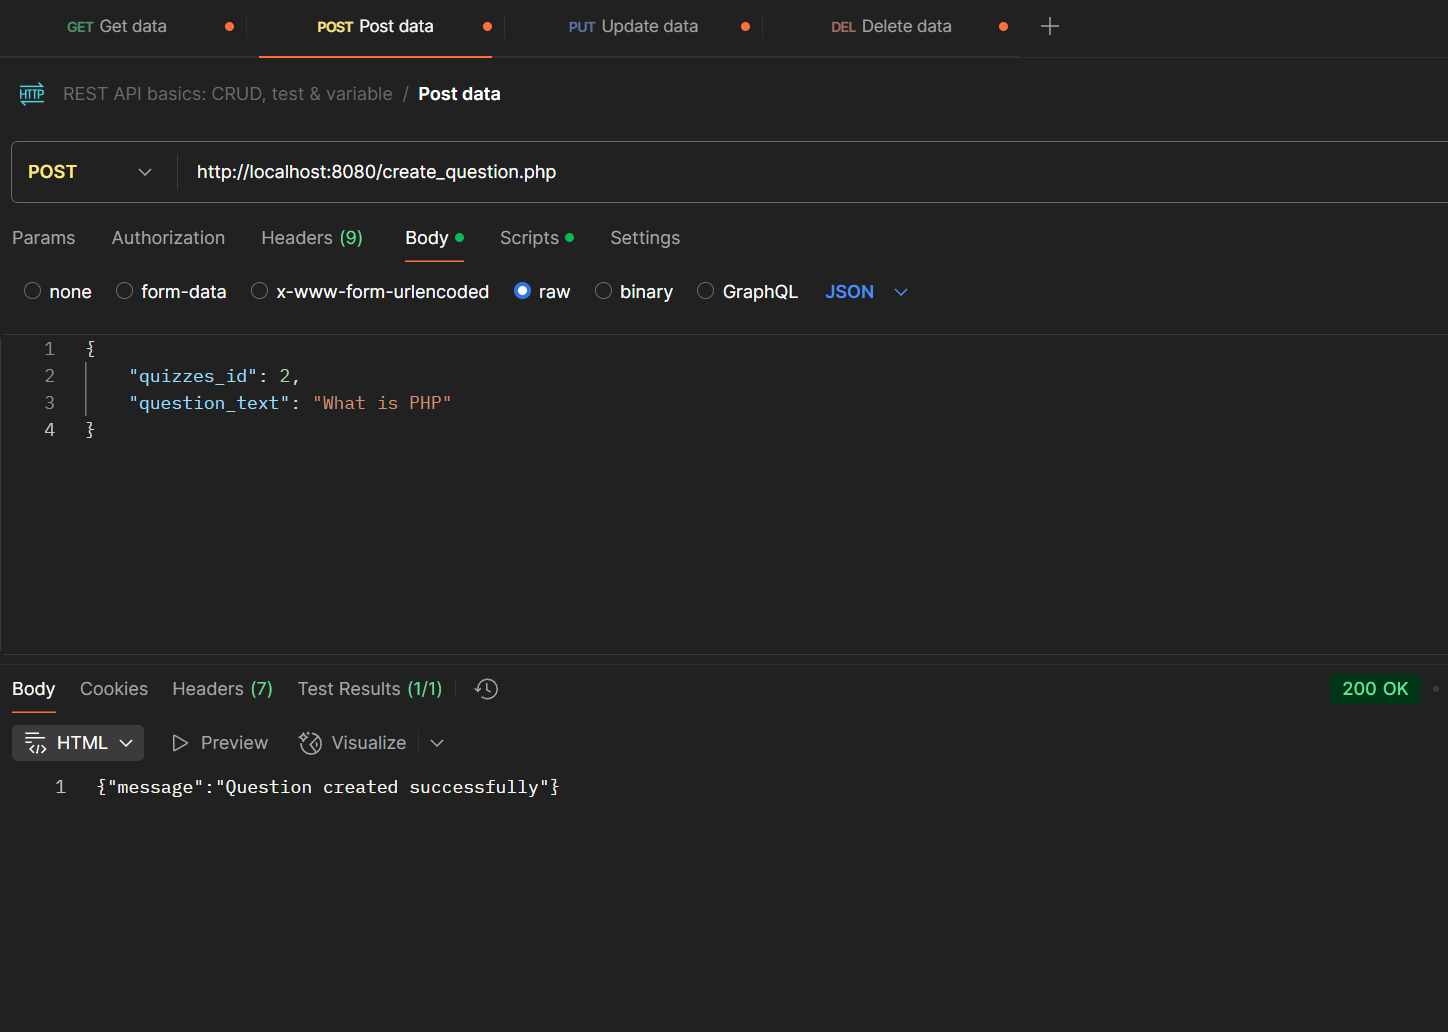 GET Get data POST Post data PUT Update data DEL Delete data
HTTP REST API basics: CRUD, test & variable / Post data
POST http://localhost:8080/create_question.php
Params Authorization Headers (9) Body Scripts Settings
none form-data x-www-form-urlencoded raw binary GraphQL JSON
1 {
2 "quizzes_id": 2,
3 "question_text": "What is PHP"
4 }
Body Cookies Headers (7) Test Results (1/1) 200 OK
HTML Preview Visualize
1 {"message":"Question created successfully"}